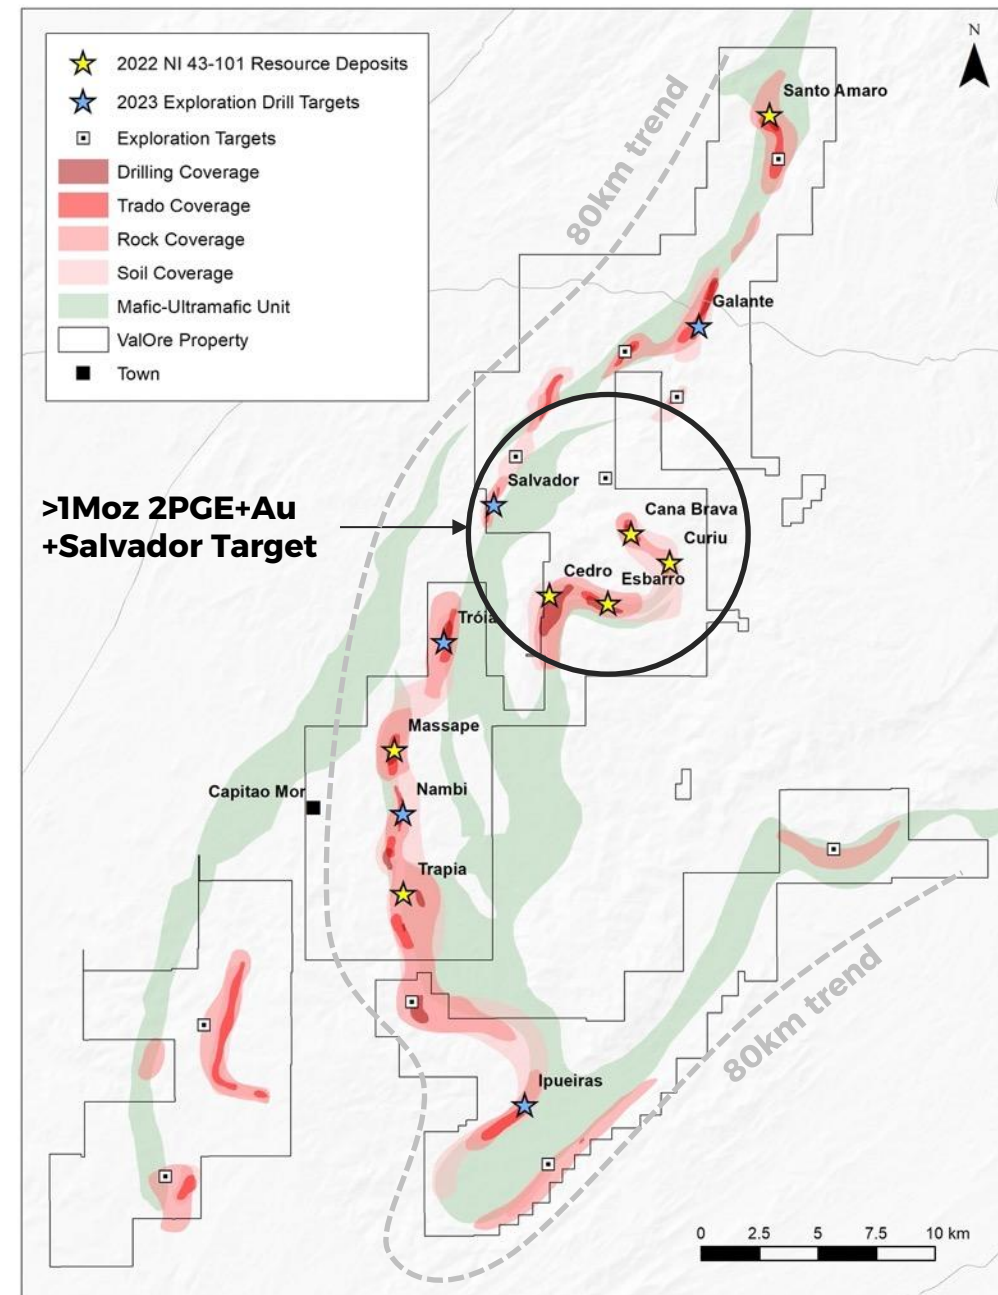 N
2022 NI 43-101 Resource Deposits
2023 Exploration Drill Targets
Exploration Targets
Drilling Coverage
Trado Coverage
Rock Coverage
Soil Coverage
Mafic-Ultramafic Unit
ValOre Property
Town
80km trend
Santo Amaro
Galante
Salvador
Cana Brava
Curiu
Cedro
Esbarro
>1Moz 2PGE+Au
+Salvador Target
Tróia
Massape
Nambi
Capitao Mor
Trapia
80km trend
Ipueiras
0 2.5 5 7.5 10 km